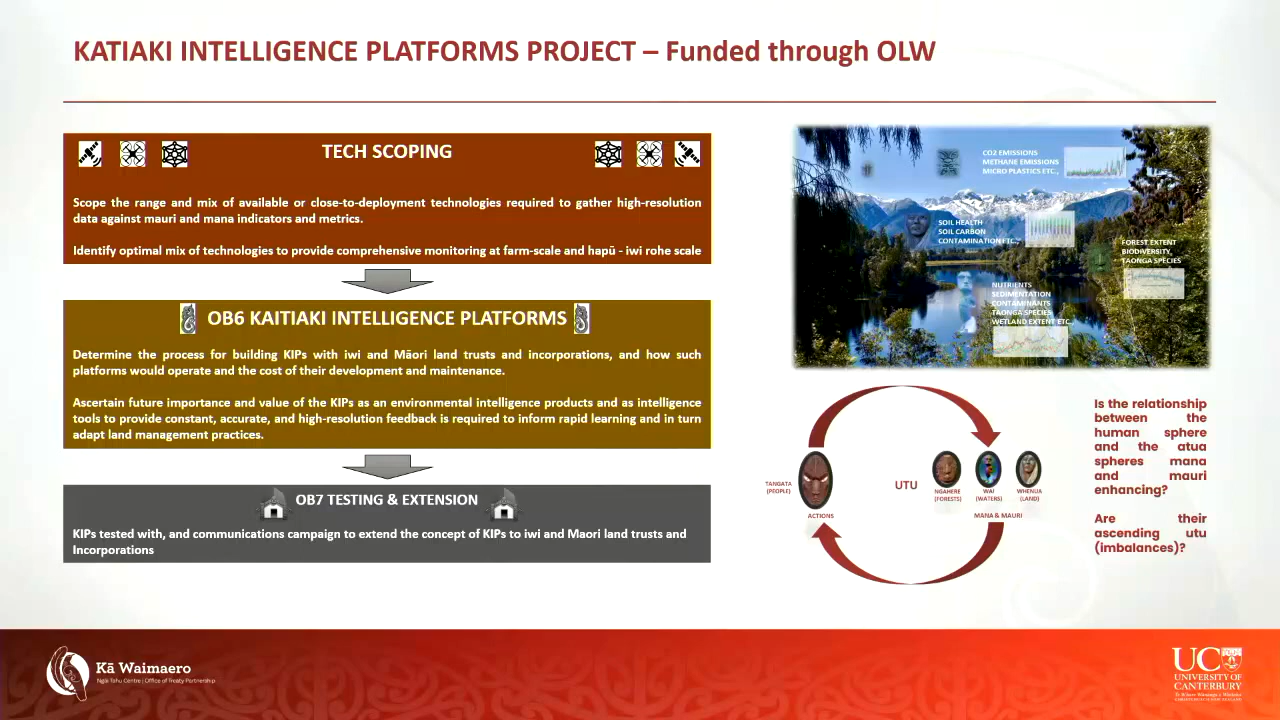 KATIAKI INTELLIGENCE PLATFORMS PROJECT – Funded through OLW
TECH SCOPING
Scope the range and mix of available or close-to-deployment technologies required to gather high-resolution
data against mauri and mana indicators and metrics.
Identify optimal mix of technologies to provide comprehensive monitoring at farm-scale and hapū - iwi rohe scale
OB6 KAITIAKI INTELLIGENCE PLATFORMS
Determine the process for building KIPs with iwi and Māori land trusts and incorporations, and how such
platforms would operate and the cost of their development and maintenance.
Ascertain future importance and value of the KIPs as an environmental intelligence products and as intelligence
tools to provide constant, accurate, and high-resolution feedback is required to inform rapid learning and in turn
adapt land management practices.
OB7 TESTING & EXTENSION
KIPs tested with, and communications campaign to extend the concept of KIPs to iwi and Maori land trusts and
Incorporations
CO2 EMISSIONS
METHANE EMISSIONS
MICRO PLASTICS ETC.,
SOIL HEALTH
SOIL CARBON
CONTAMINATION ETC.,
FOREST EXTENT
BIODIVERSITY,
TAONGA SPECIES
NUTRIENTS
SEDIMENTATION
CONTAMINANTS
TAONGA SPECIES
WETLAND EXTENT ETC.
TANGATA
(PEOPLE)
ACTIONS
UTU
NGAHERE
(FORESTS)
WAI
(WATERS)
WHENUA
(LAND)
MANA & MAURI
Is the relationship
between the
human sphere
and the atua
spheres mana
and mauri
enhancing?
Are their
ascending utu
(imbalances)?
Kā Waimaero
Ngāi Tahu Centre | Office of Treaty Partnership
UC
UNIVERSITY OF
CANTERBURY